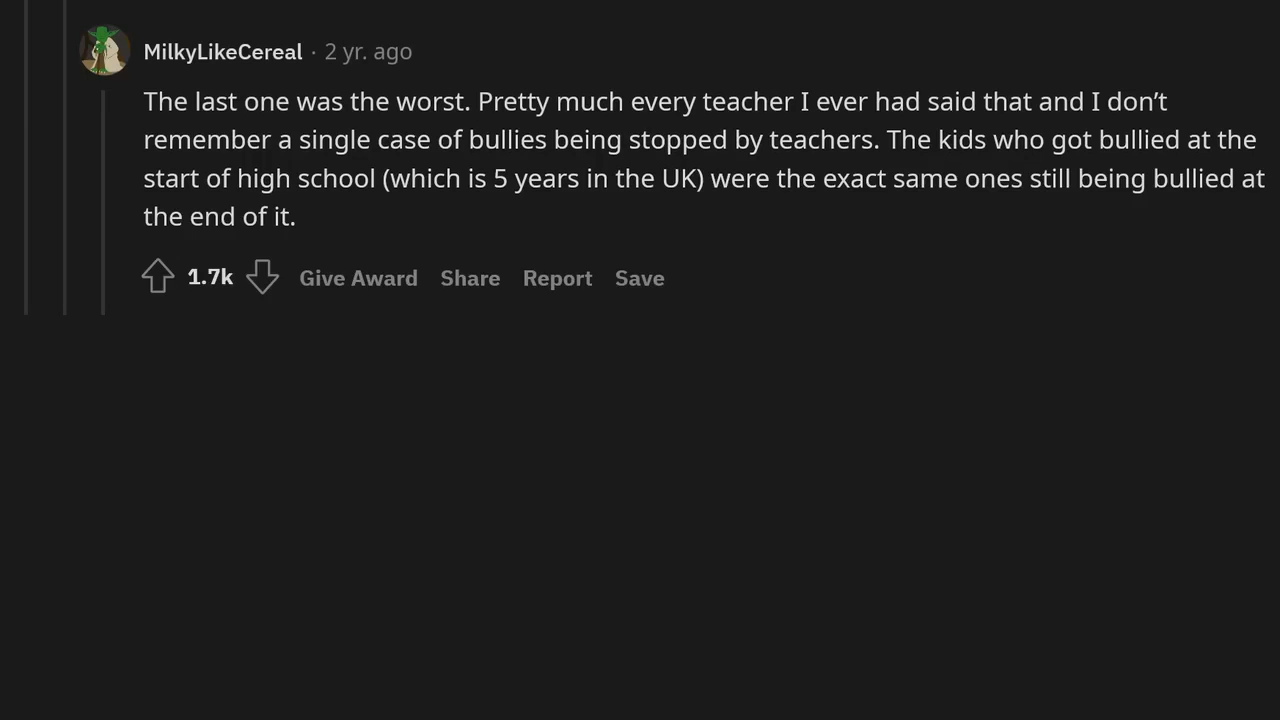 MilkyLikeCereal · 2 yr. ago
The last one was the worst. Pretty much every teacher I ever had said that and I don’t
remember a single case of bullies being stopped by teachers. The kids who got bullied at the
start of high school (which is 5 years in the UK) were the exact same ones still being bullied at
the end of it.
1.7k Give Award Share Report Save